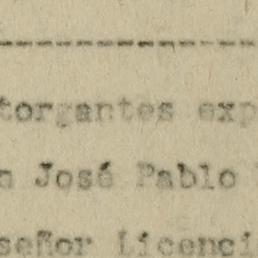 torgantes exp
n José Pablo
señor Licenci